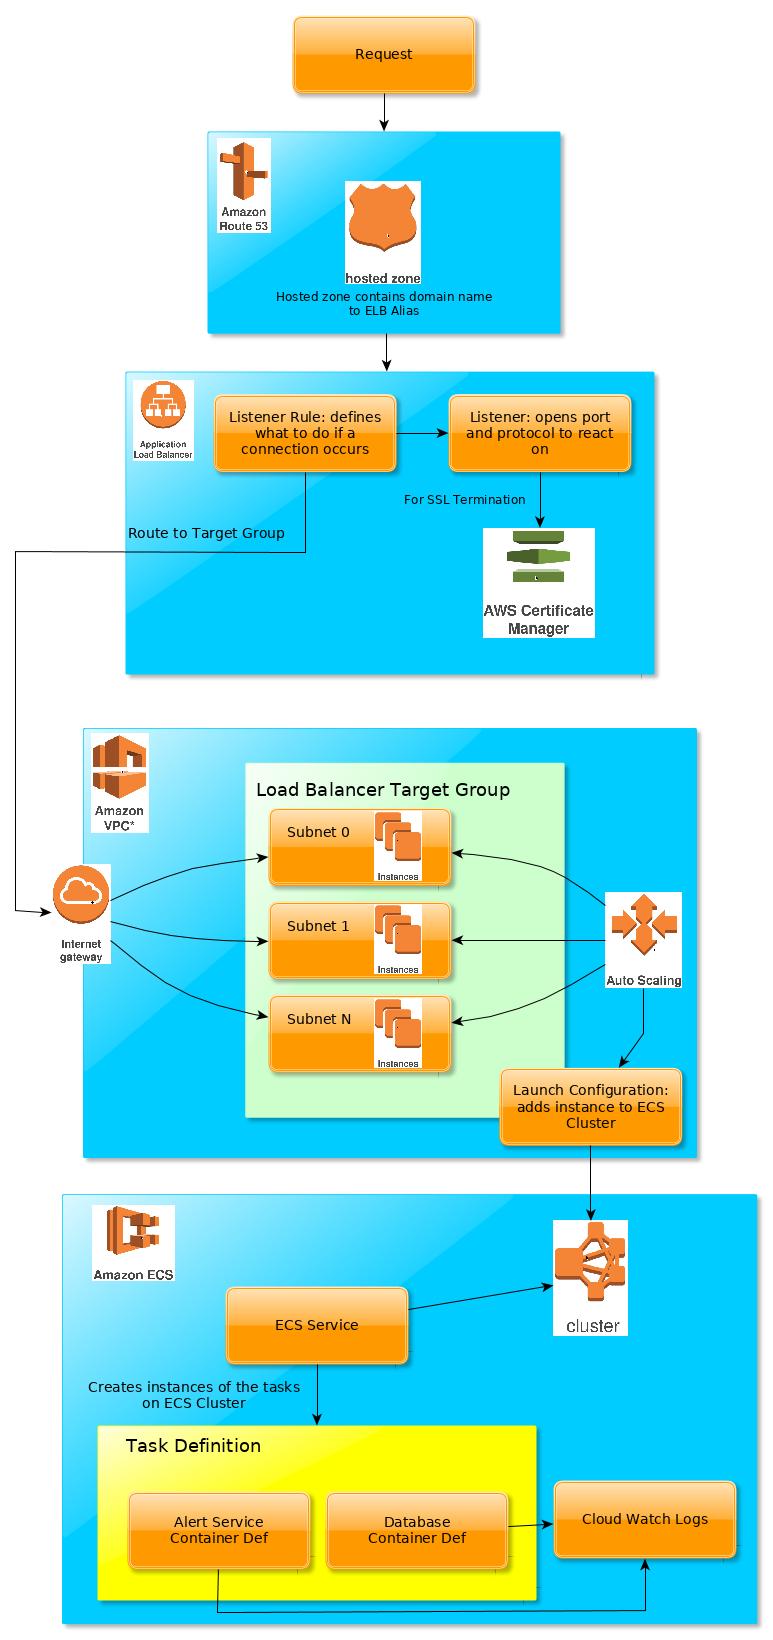 Request
Amazon
Route 53
hosted zone
Hosted zone contains domain name
to ELB Alias
Application
Load Balancer
Listener Rule: defines
what to do if a
connection occurs
Listener: opens port
and protocol to react
on
For SSL Termination
Route to Target Group
AWS Certificate
Manager
Amazon
VPC*
Load Balancer Target Group
Subnet 0
Instances
Subnet 1
Instances
Subnet N
Instances
Internet
gateway
Auto Scaling
Launch Configuration:
adds instance to ECS
Cluster
Amazon ECS
cluster
ECS Service
Creates instances of the tasks
on ECS Cluster
Task Definition
Alert Service
Container Def
Database
Container Def
Cloud Watch Logs